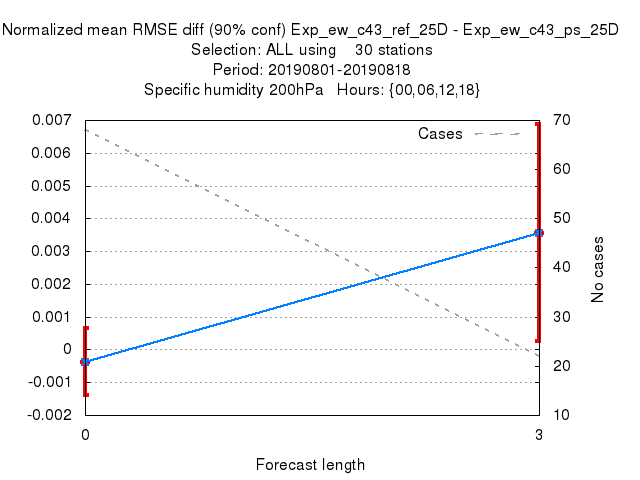 Normalized mean RMSE diff (90% conf) Exp_ew_c43_ref_25D - Exp_ew_c43_ps_25D
Selection: ALL using 30 stations
Period: 20190801-20190818
Specific humidity 200hPa Hours: {00,06,12,18}
0.007
0.006
0.005
0.004
0.003
0.002
0.001
0
-0.001
-0.002
Cases
70
60
50
40
30
20
10
No cases
0
3
Forecast length